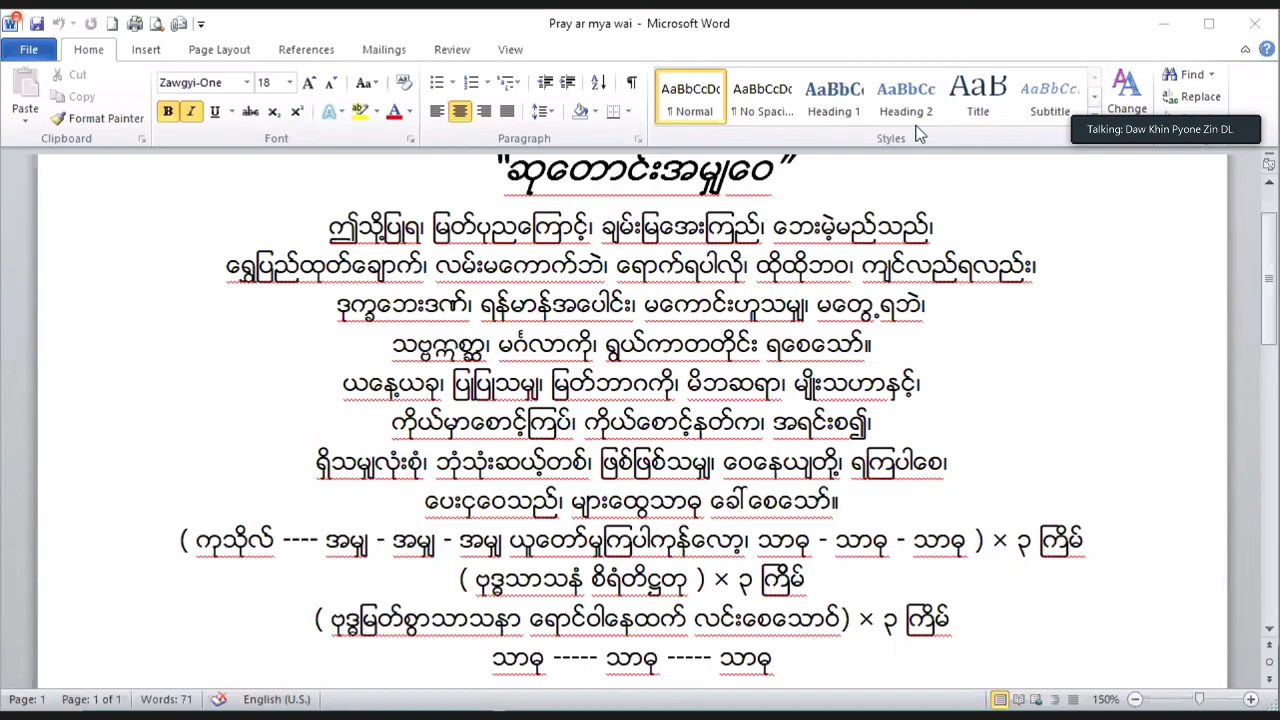 Pray ar mya wai - Microsoft Word
File Home Insert Page Layout References Mailings Review View
Paste Cut Copy Format Painter Clipboard
Zawgyi-One 18 Font
Paragraph
AaBbCcDc ¶ Normal AaBbCcDc ¶ No Spaci... AaBbC Heading 1 AaBbCc Heading 2 Title AaBbCc. Subtitle Change Styles
Find Replace
Talking: Daw Khin Pyone Zin DL
"ဆုတောင်းအမျှဝေ"
ဤသို့ပြုရ၊ မြတ်ပုညကြောင့်၊ ချမ်းမြအေးကြည်၊ ဘေးမဲ့မည်သည်၊
ရွှေပြည်ထုတ်ချောက်၊ လမ်းမကောက်ဘဲ၊ ရောက်ရပါလို၊ ထိုထိုဘဝ၊ ကျင်လည်ရလည်း၊
ဒုက္ခဘေးဒဏ်၊ ရန်မာန်အပေါင်း၊ မကောင်းဟူသမျှ၊ မတွေ့ရဘဲ၊
သဗ္ဗဣစ္ဆာ၊ မင်္ဂလာကို၊ ရွယ်ကာတတိုင်း ရစေသော်။
ယနေ့ယခု၊ ပြုပြုသမျှ၊ မြတ်ဘာဂကို၊ မိဘဆရာ၊ မျိုးသဟာနှင့်၊
ကိုယ်မှာစောင့်ကြပ်၊ ကိုယ်စောင့်နတ်က၊ အရင်းစ၍၊
ရှိသမျှလုံးစုံ၊ ဘုံသုံးဆယ့်တစ်၊ ဖြစ်ဖြစ်သမျှ၊ ဝေနေယျတို့၊ ရကြပါစေ၊
ပေးငှဝေသည်၊ များထွေသာဓု ခေါ်စေသော်။
( ကုသိုလ် ---- အမျှ - အမျှ - အမျှ ယူတော်မူကြပါကုန်လော့၊ သာဓု - သာဓု - သာဓု ) × ၃ ကြိမ်
( ဗုဒ္ဓသာသနံ စိရံတိဋ္ဌတု ) × ၃ ကြိမ်
( ဗုဒ္ဓမြတ်စွာသာသနာ ရောင်ဝါနေထက် လင်းစေသောဝ်) × ၃ ကြိမ်
သာဓု ----- သာဓု ----- သာဓု
Page: 1 Page: 1 of 1 Words: 71 English (U.S.) 150%